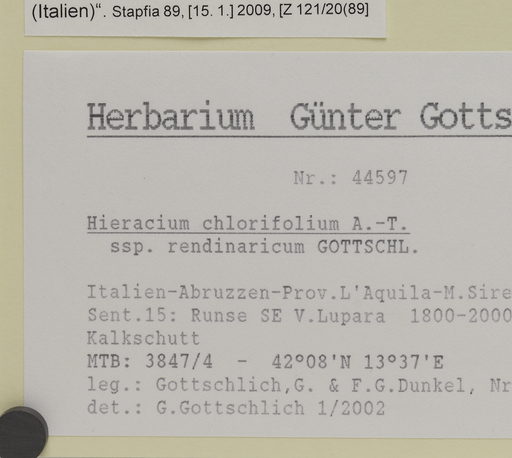 (Italien)“. Stapfia 89, [15. 1.] 2009, [Z 121/20(89]
Herbarium Günter Gotts
Nr.: 44597
Hieracium chlorifolium A.-T.
ssp. rendinaricum GOTTSCHL.
Italien-Abruzzen-Prov.L'Aquila-M.Sire
Sent.15: Runse SE V.Lupara 1800-2000
Kalkschutt
MTB: 3847/4 - 42°08'N 13°37'E
leg.: Gottschlich,G. & F.G.Dunkel, Nr
det.: G.Gottschlich 1/2002